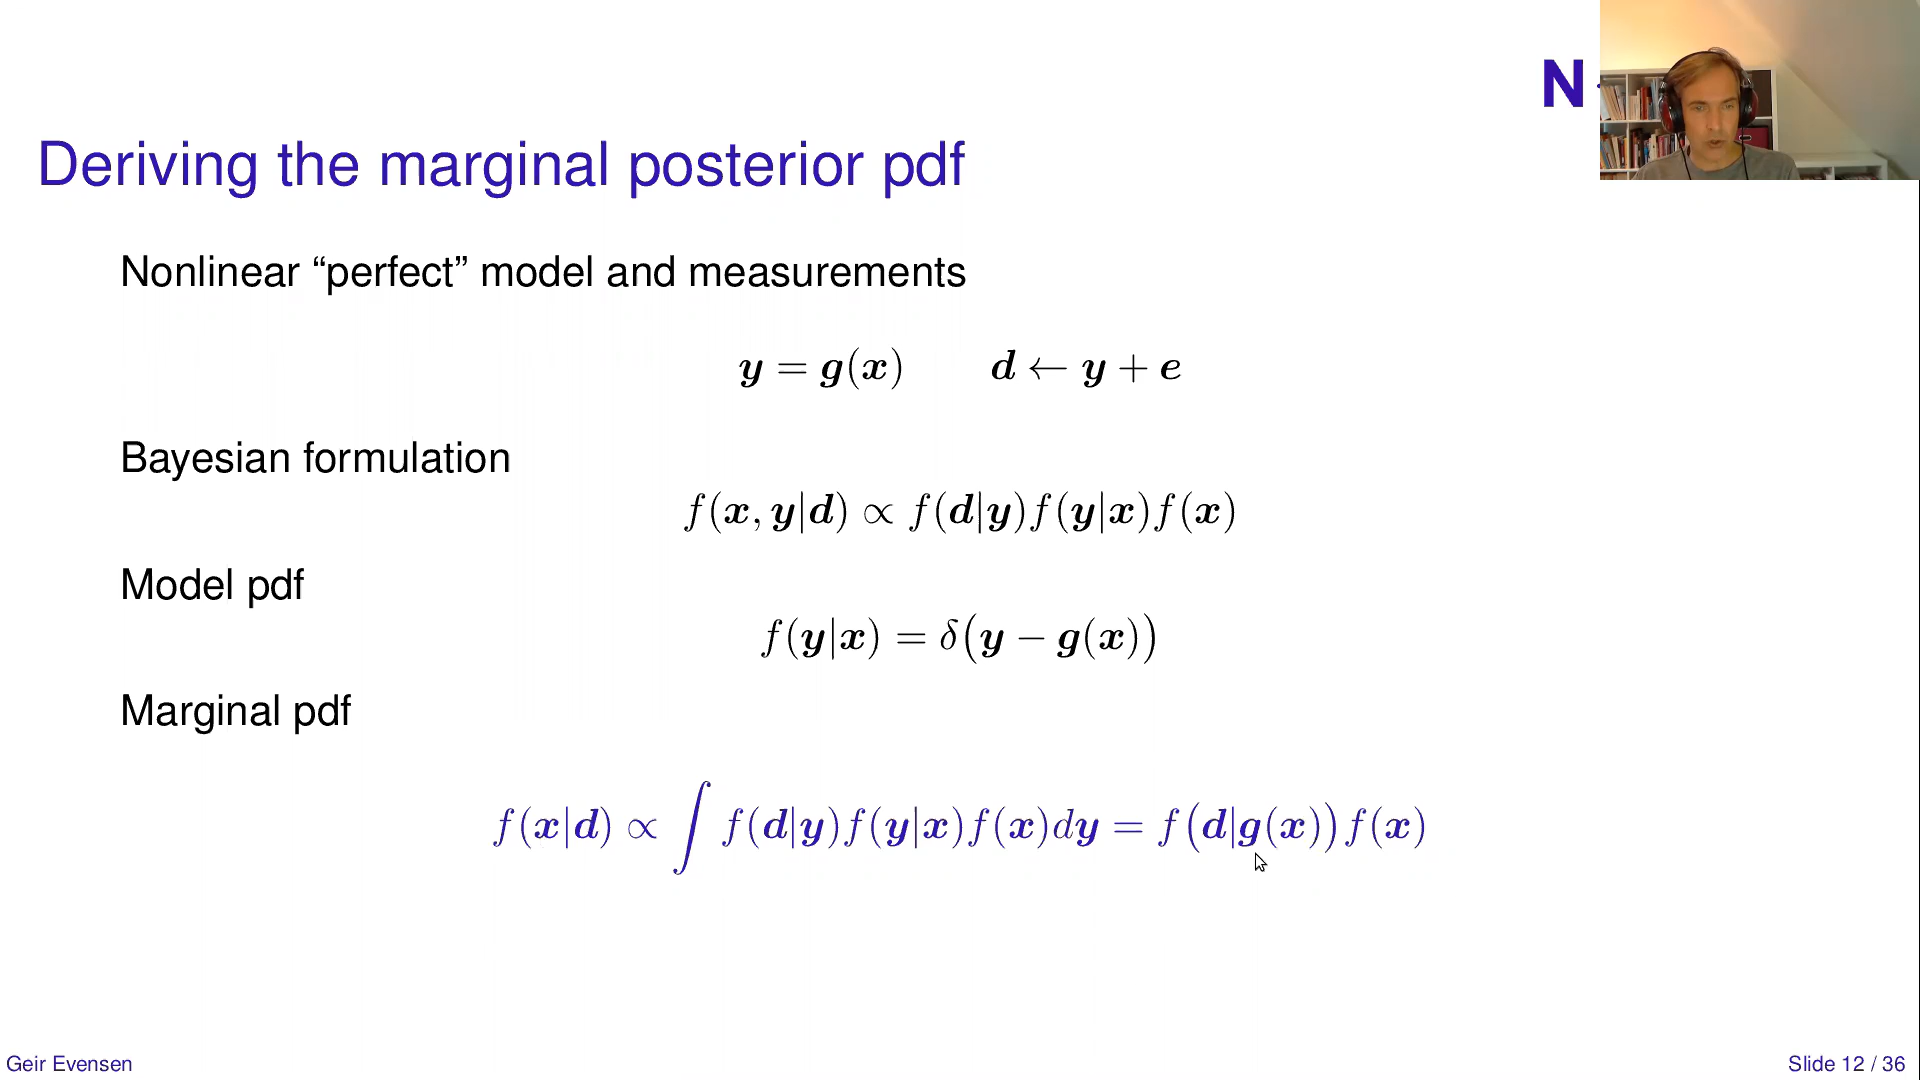 N
Deriving the marginal posterior pdf
Nonlinear “perfect” model and measurements
y = g(x)   d ← y + e
Bayesian formulation
f(x, y|d) ∝ f(d|y)f(y|x)f(x)
Model pdf
f(y|x) = δ(y − g(x))
Marginal pdf
f(x|d) ∝ ∫ f(d|y)f(y|x)f(x)dy = f(d|g(x))f(x)
Geir Evensen
Slide 12 / 36